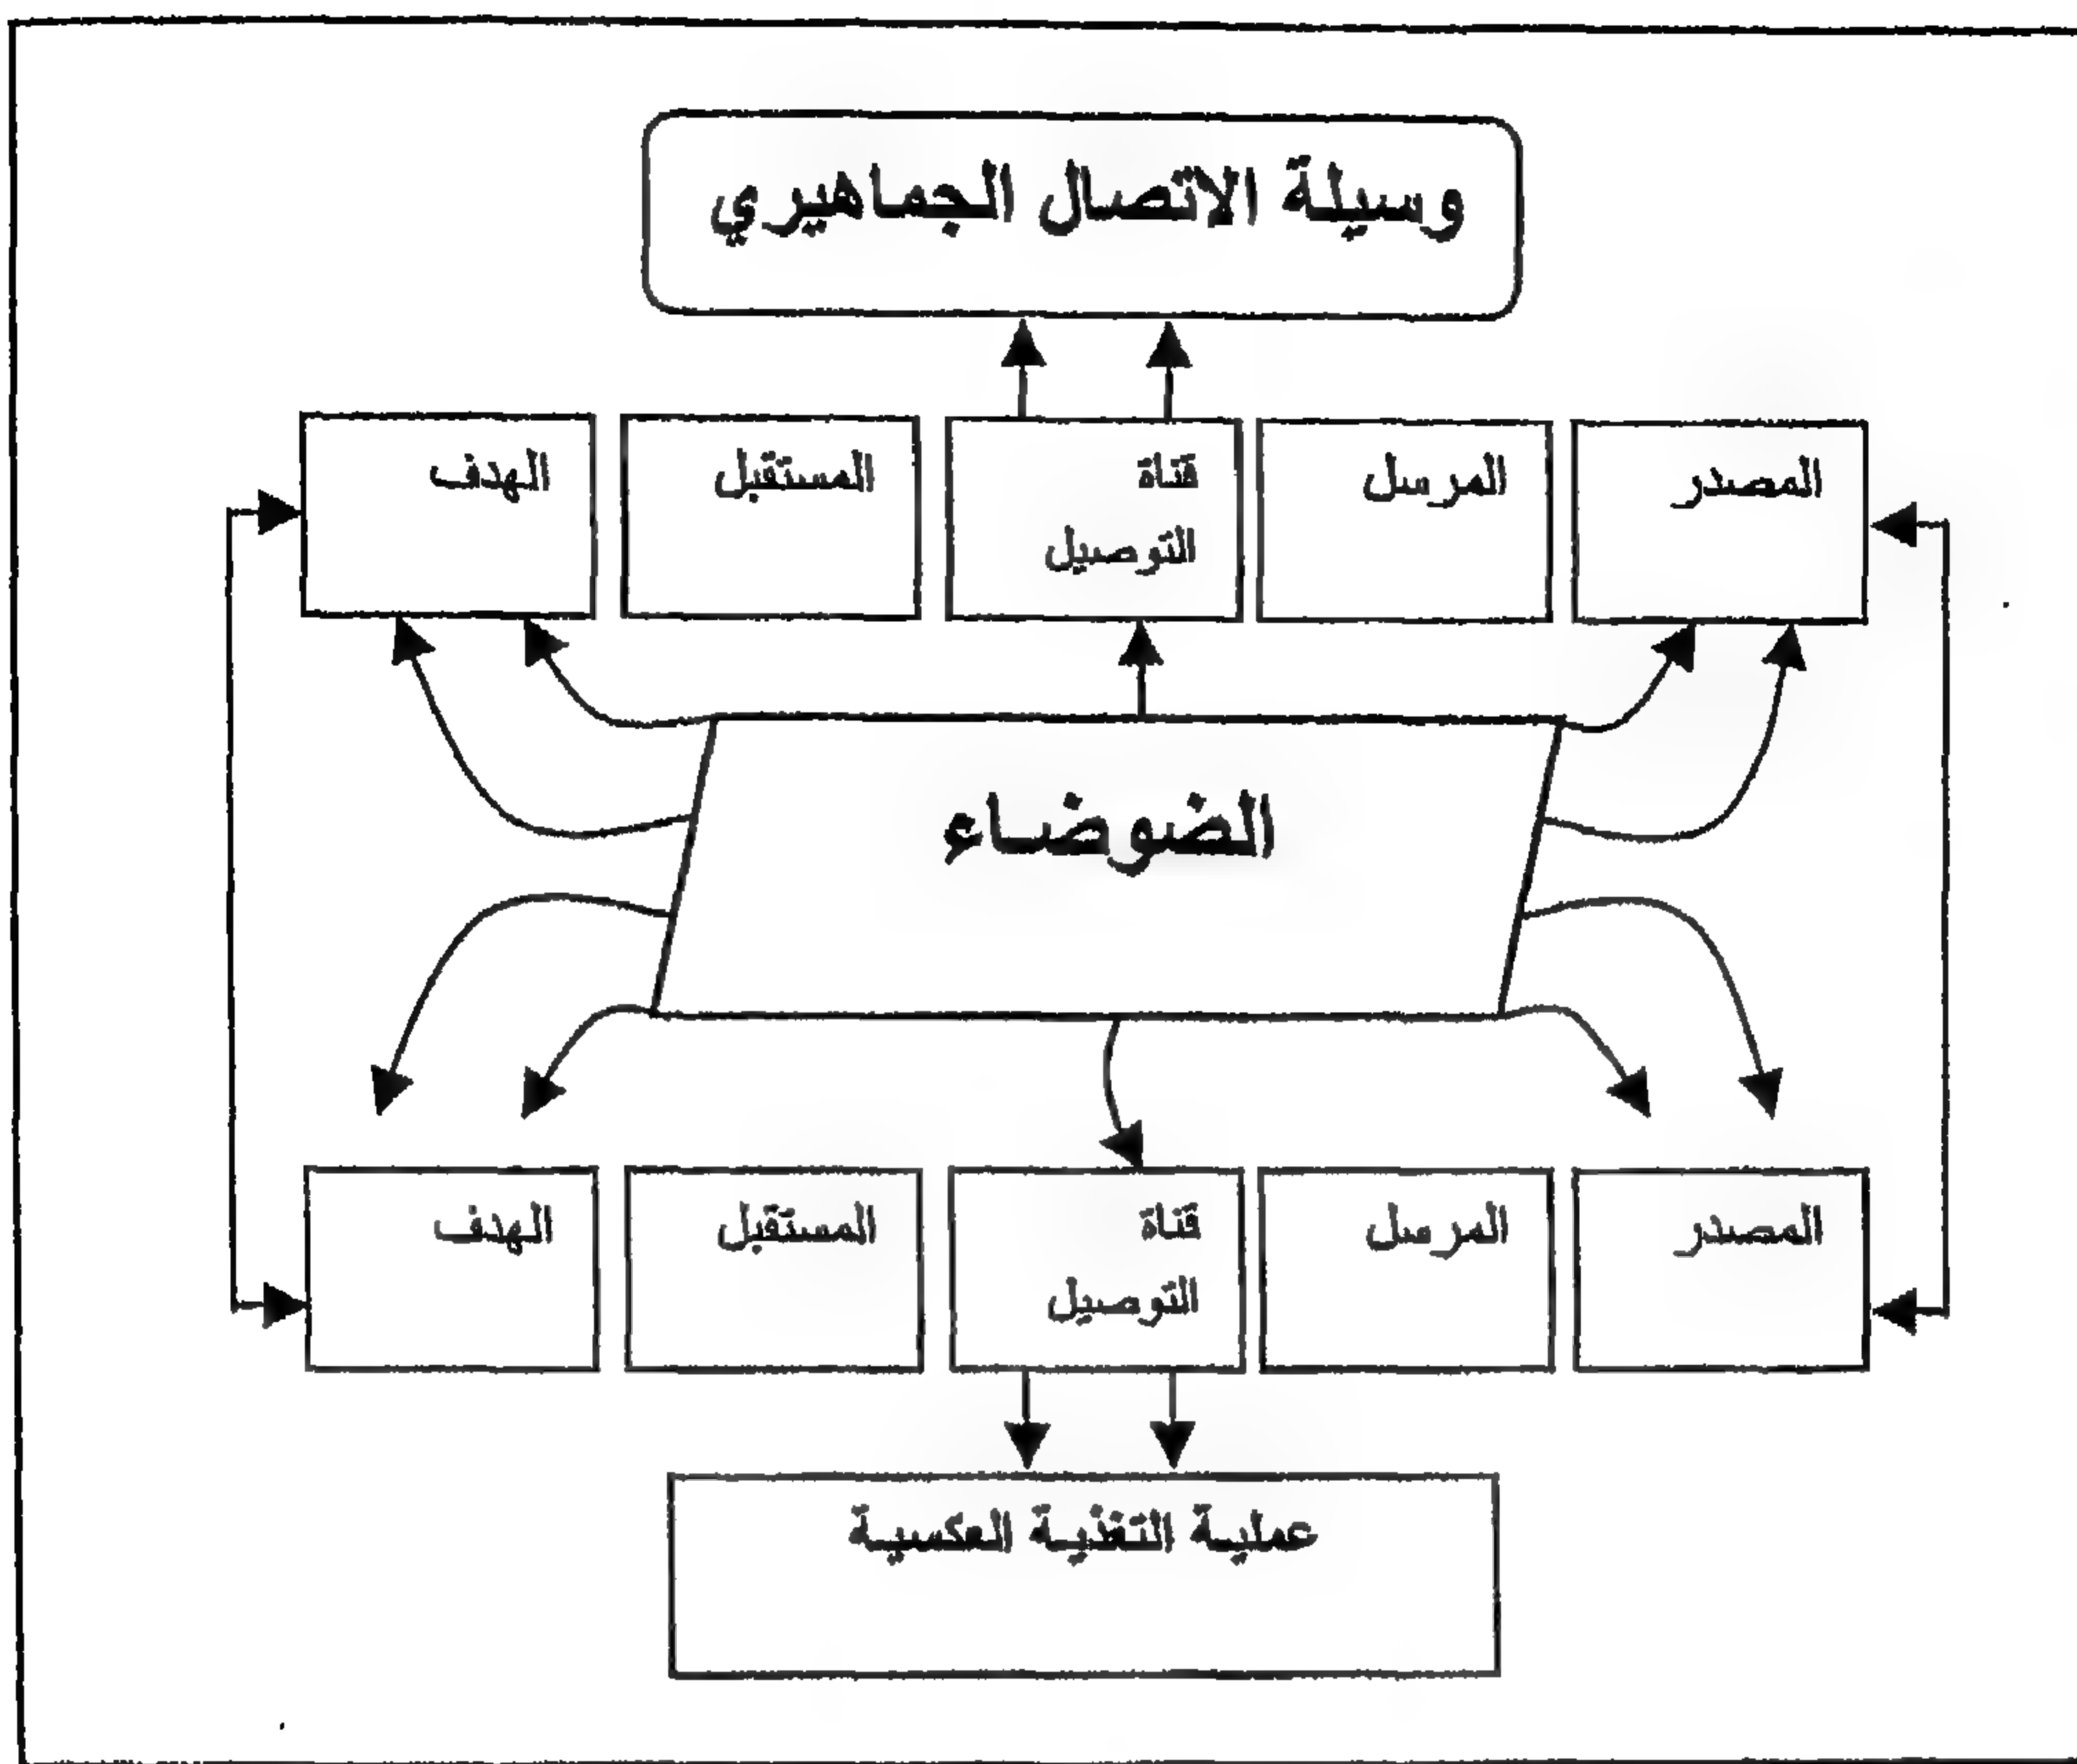 وسيلة الاتصال الجماهيري
المصدر
المرسل
قناة
التوصيل
المستقبل
الهدف
الضوضاء
المصدر
المرسل
قناة
التوصيل
المستقبل
الهدف
عملية التغذية العكسية